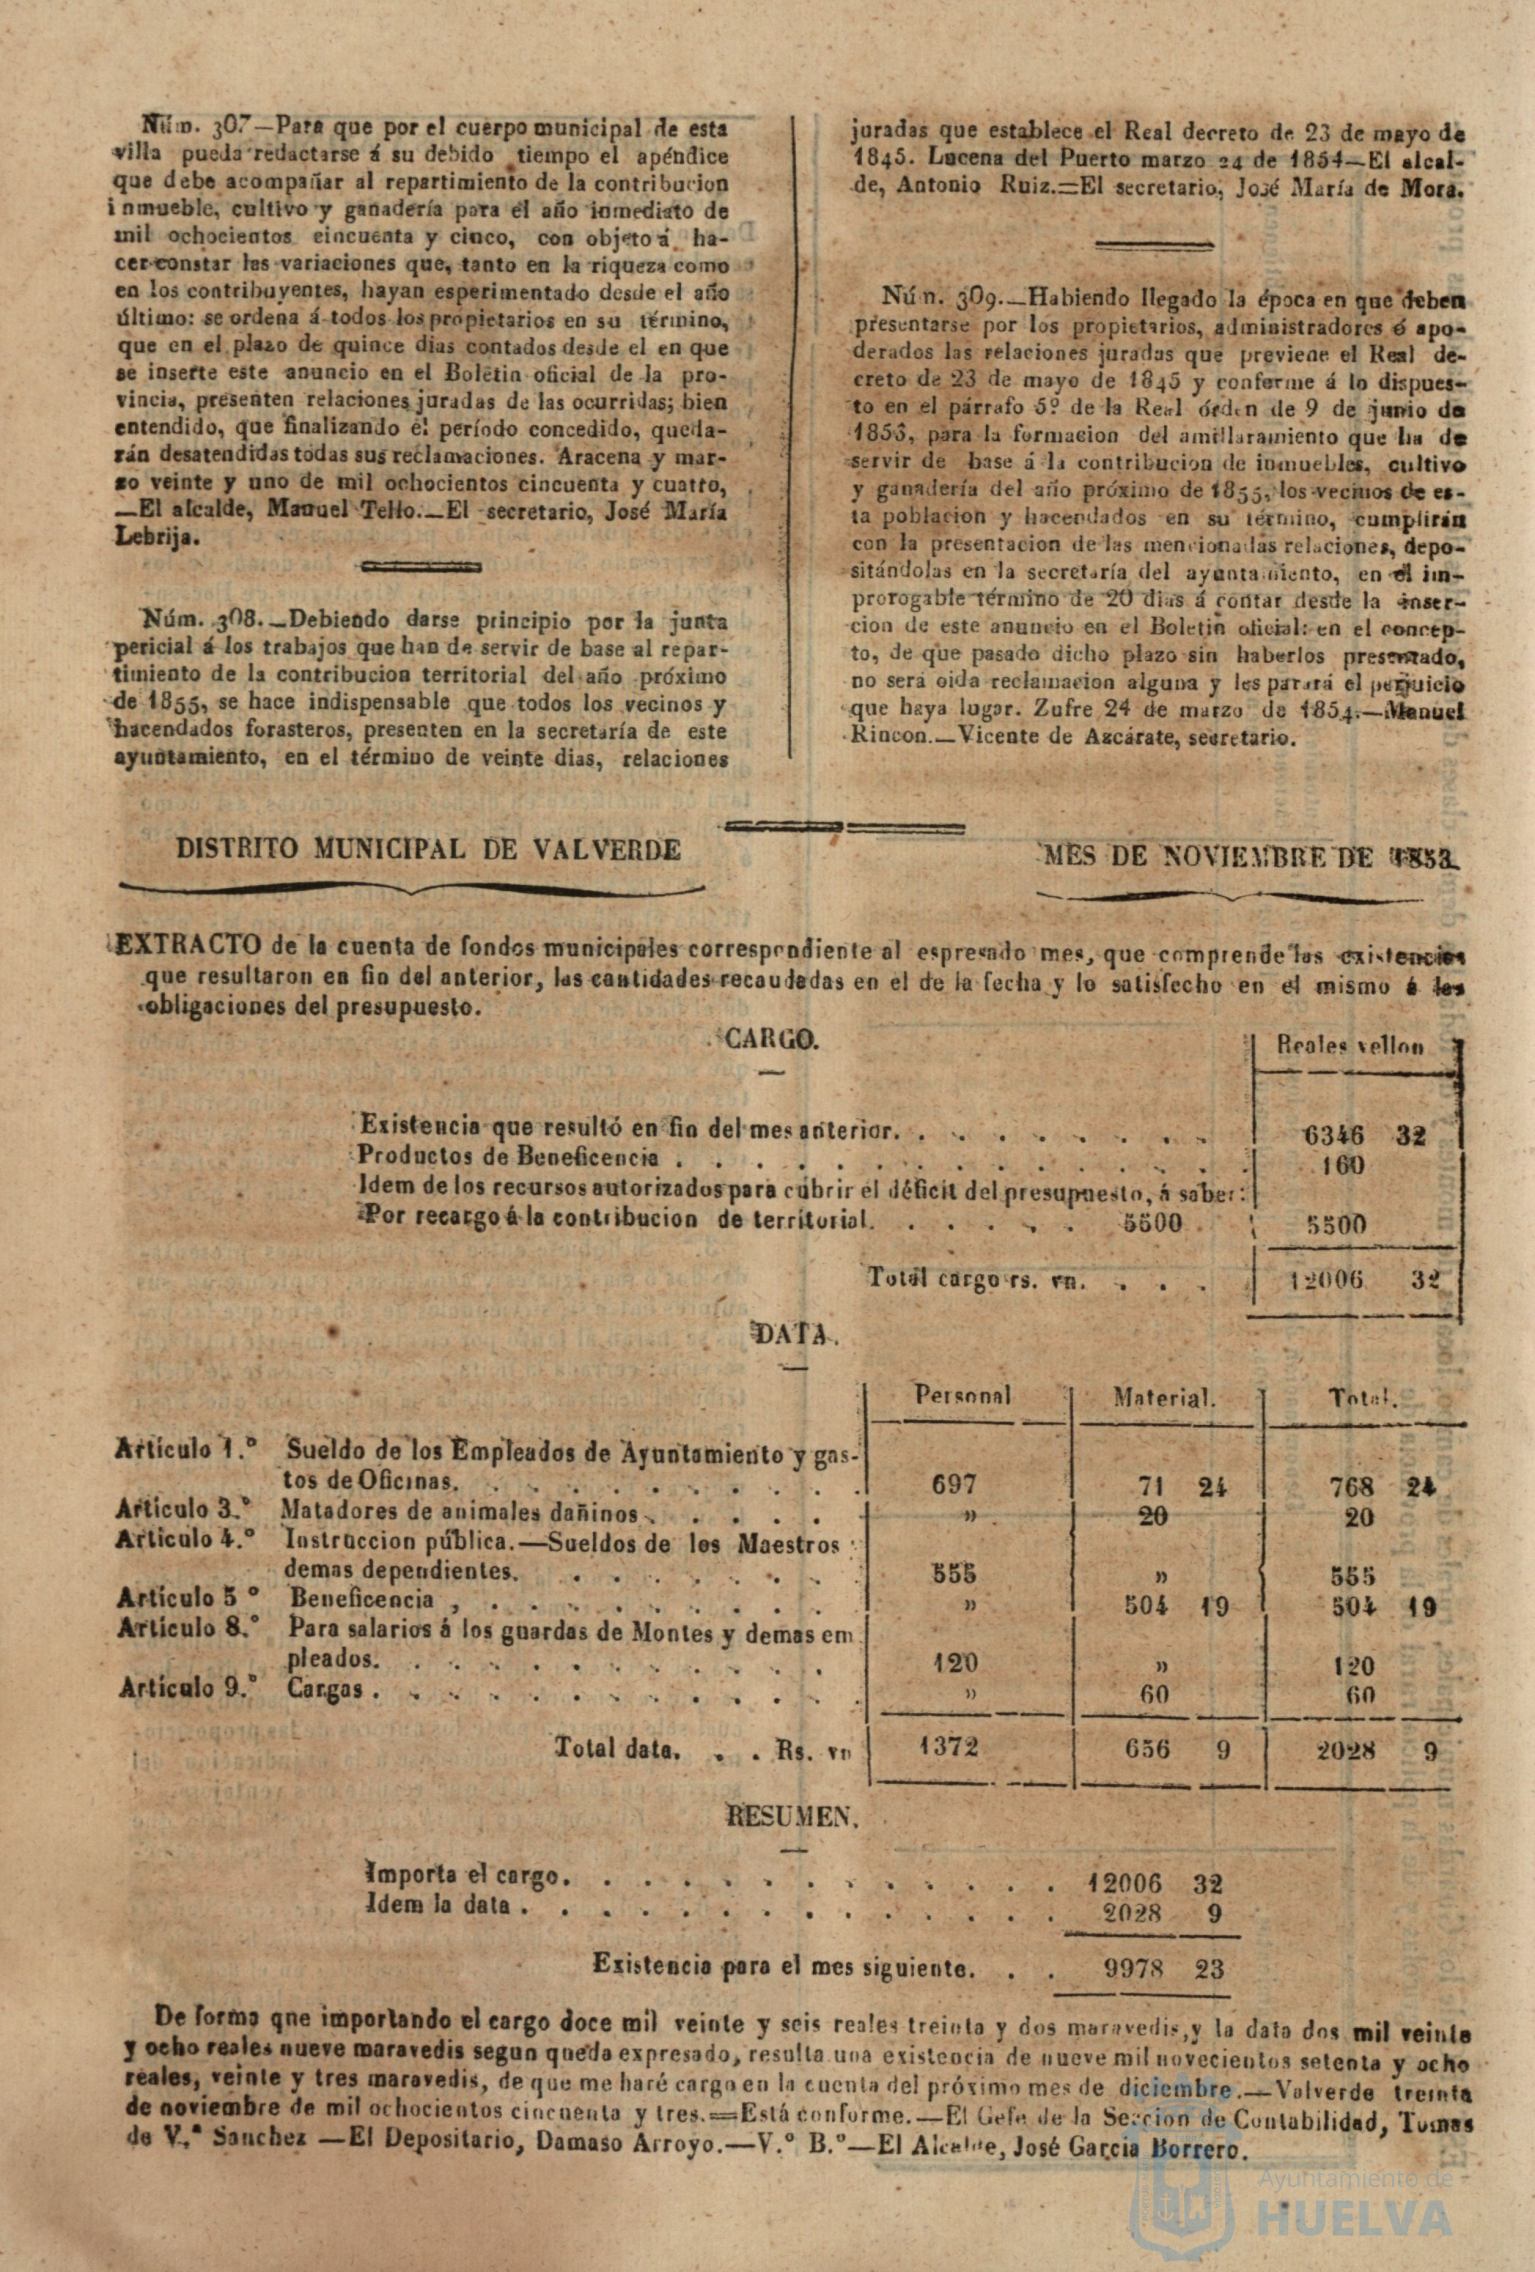 Núm. 307—Para que por el cuerpo municipal de esta
villa pueda redactarse á su debido tiempo el apéndice
que debe acompañar al repartimiento de la contribucion
inmueble, cultivo y ganadería para el año inmediato de
mil ochocientos cincuenta y cinco, con objeto á ha-
cer constar las variaciones que, tanto en la riqueza como
en los contribuyentes, hayan esperimentado desde el año
último: se ordena á todos los propietarios en su término,
que en el plazo de quince dias contados desde el en que
se inserte este anuncio en el Boletin oficial de la pro-
vincia, presenten relaciones juradas de las ocurridas; bien
entendido, que finalizando el período concedido, queda-
rán desatendidas todas sus reclamaciones. Aracena y mar-
zo veinte y uno de mil ochocientos cincuenta y cuatro,
—El alcalde, Manuel Tello.—El secretario, José María
Lebrija.
Núm. 308.—Debiendo darse principio por la junta
pericial á los trabajos que han de servir de base al repar-
timiento de la contribucion territorial del año próximo
de 1855, se hace indispensable que todos los vecinos y
hacendados forasteros, presenten en la secretaría de este
ayuntamiento, en el término de veinte dias, relaciones
juradas que establece el Real decreto de 23 de mayo de
1845. Lucena del Puerto marzo 24 de 1854—El alcal-
de, Antonio Ruiz.=El secretario, José María de Mora.
Núm. 309.—Habiendo llegado la época en que deben
presentarse por los propietarios, administradores ó apo-
derados las relaciones juradas que previene el Real de-
creto de 23 de mayo de 1845 y conforme á lo dispues-
to en el párrafo 5º de la Real órden de 9 de junio de
1853, para la formacion del amillaramiento que ha de
servir de base á la contribucion de inmuebles, cultivo
y ganadería del año próximo de 1855, los vecinos de es-
ta poblacion y hacendados en su término, cumplirán
con la presentacion de las mencionadas relaciones, depo-
sitándolas en la secretaría del ayuntamiento, en el im-
prorogable término de 20 dias á contar desde la inser-
cion de este anuncio en el Boletin oficial: en el concep-
to, de que pasado dicho plazo sin haberlos presentado,
no será oida reclamacion alguna y les parará el perjuicio
que haya lugar. Zufre 24 de marzo de 1854.—Manuel
Rincon.—Vicente de Azcárate, secretario.
DISTRITO MUNICIPAL DE VALVERDE
MES DE NOVIEMBRE DE 1853
EXTRACTO de la cuenta de fondos municipales correspondiente al espresado mes, que comprende las existencias
que resultaron en fin del anterior, las cantidades recaudadas en el de la fecha y lo satisfecho en el mismo á las
obligaciones del presupuesto.
CARGO.
Reales vellon
Existencia que resultó en fin del mes anterior. . . . . . . . . 6346 32
Productos de Beneficencia . . . . . . . . . . . . . . . 160
Idem de los recursos autorizados para cubrir el déficit del presupuesto, á saber:
Por recargo á la contribucion de territorial. . . . . . 5500 5500
Total cargo rs. vn. . . . 12006 32
DATA.
Personal Material. Total.
Artículo 1.º Sueldo de los Empleados de Ayuntamiento y gas-
tos de Oficinas. . . . . . . . . . 697 71 24 768 24
Artículo 3.º Matadores de animales dañinos . . . . . » 20 20
Artículo 4.º Instruccion pública.—Sueldos de los Maestros
demas dependientes. . . . . . . . 555 » 555
Artículo 5 º Beneficencia , . . . . . . . . . . » 504 19 504 19
Artículo 8.º Para salarios á los guardas de Montes y demas em
pleados. . . . . . . . . . . . 120 » 120
Artículo 9.º Cargas . . . . . . . . . . . . . » 60 60
Total data. . . Rs. vn 1372 656 9 2028 9
RESUMEN.
Importa el cargo. . . . . . . . . . . . . 12006 32
Idem la data . . . . . . . . . . . . . . 2028 9
Existencia para el mes siguiente. . . 9978 23
De forma qne importando el cargo doce mil veinte y seis reales treinta y dos maravedis, y la data dos mil veinte
y ocho reales nueve maravedis segun queda expresado, resulta una existencia de nueve mil novecientos setenta y ocho
reales, veinte y tres maravedis, de que me haré cargo en la cuenta del próximo mes de diciembre.—Valverde treinta
de noviembre de mil ochocientos cincuenta y tres.=Está conforme.—El Gefe de la Seccion de Contabilidad, Tomas
de V.ª Sanchez —El Depositario, Damaso Arroyo.—V.º B.º—El Alcalde, José Garcia Borrero.
Ayuntamiento de
HUELVA